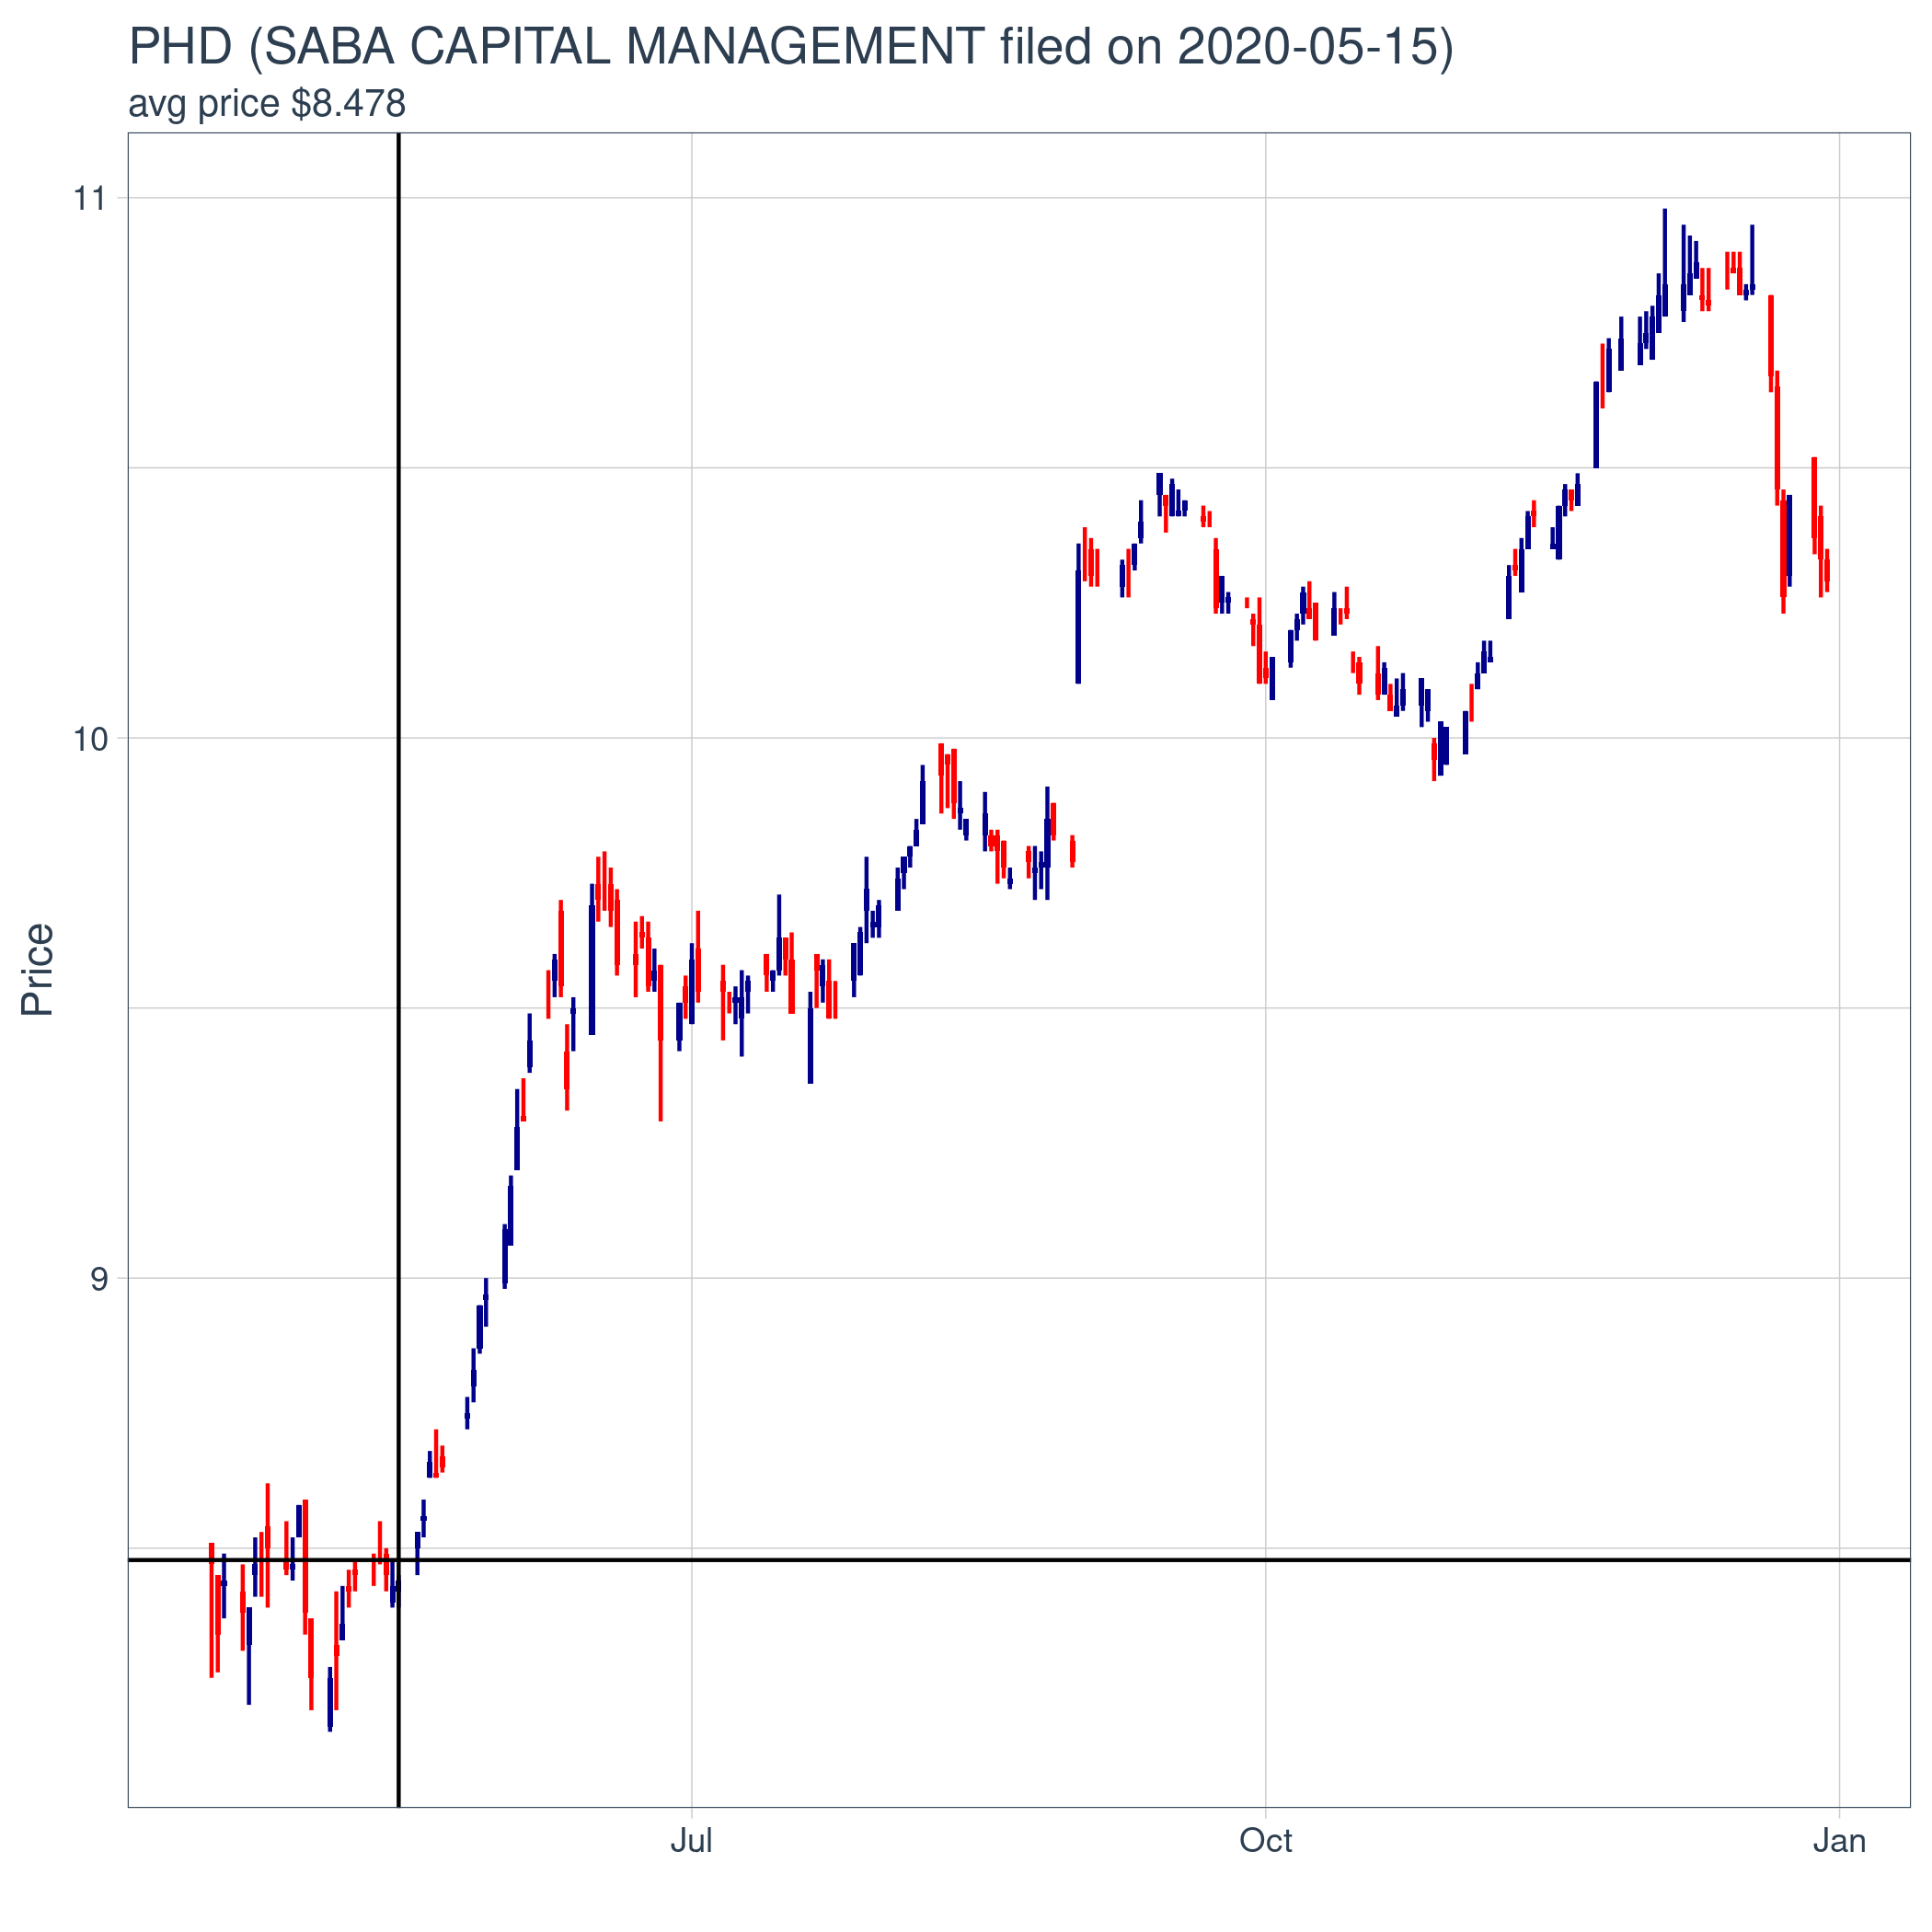 PHD (SABA CAPITAL MANAGEMENT filed on 2020-05-15)
avg price $8.478
11
10
9
Price
Jul
Oct
Jan